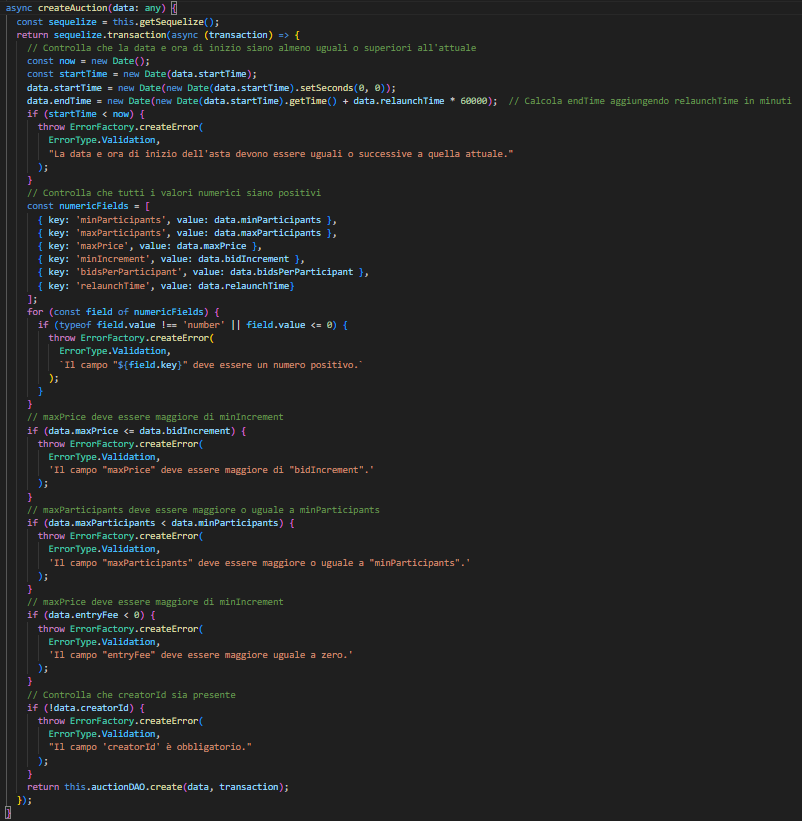 async createAuction(data: any) {
  const sequelize = this.getSequelize();
  return sequelize.transaction(async (transaction) => {
    // Controlla che la data e ora di inizio siano almeno uguali o superiori all'attuale
    const now = new Date();
    const startTime = new Date(data.startTime);
    data.startTime = new Date(new Date(data.startTime).setSeconds(0, 0));
    data.endTime = new Date(new Date(data.startTime).getTime() + data.relaunchTime * 60000);  // Calcola endTime aggiungendo relaunchTime in minuti
    if (startTime < now) {
      throw ErrorFactory.createError(
        ErrorType.Validation,
        "La data e ora di inizio dell'asta devono essere uguali o successive a quella attuale."
      );
    }
    // Controlla che tutti i valori numerici siano positivi
    const numericFields = [
      { key: 'minParticipants', value: data.minParticipants },
      { key: 'maxParticipants', value: data.maxParticipants },
      { key: 'maxPrice', value: data.maxPrice },
      { key: 'minIncrement', value: data.bidIncrement },
      { key: 'bidsPerParticipant', value: data.bidsPerParticipant },
      { key: 'relaunchTime', value: data.relaunchTime}
    ];
    for (const field of numericFields) {
      if (typeof field.value !== 'number' || field.value <= 0) {
        throw ErrorFactory.createError(
          ErrorType.Validation,
          `Il campo "${field.key}" deve essere un numero positivo.`
        );
      }
    }
    // maxPrice deve essere maggiore di minIncrement
    if (data.maxPrice <= data.bidIncrement) {
      throw ErrorFactory.createError(
        ErrorType.Validation,
        'Il campo "maxPrice" deve essere maggiore di "bidIncrement".'
      );
    }
    // maxParticipants deve essere maggiore o uguale a minParticipants
    if (data.maxParticipants < data.minParticipants) {
      throw ErrorFactory.createError(
        ErrorType.Validation,
        'Il campo "maxParticipants" deve essere maggiore o uguale a "minParticipants".'
      );
    }
    // maxPrice deve essere maggiore di minIncrement
    if (data.entryFee < 0) {
      throw ErrorFactory.createError(
        ErrorType.Validation,
        'Il campo "entryFee" deve essere maggiore uguale a zero.'
      );
    }
    // Controlla che creatorId sia presente
    if (!data.creatorId) {
      throw ErrorFactory.createError(
        ErrorType.Validation,
        "Il campo 'creatorId' è obbligatorio."
      );
    }
    return this.auctionDAO.create(data, transaction);
  });
}